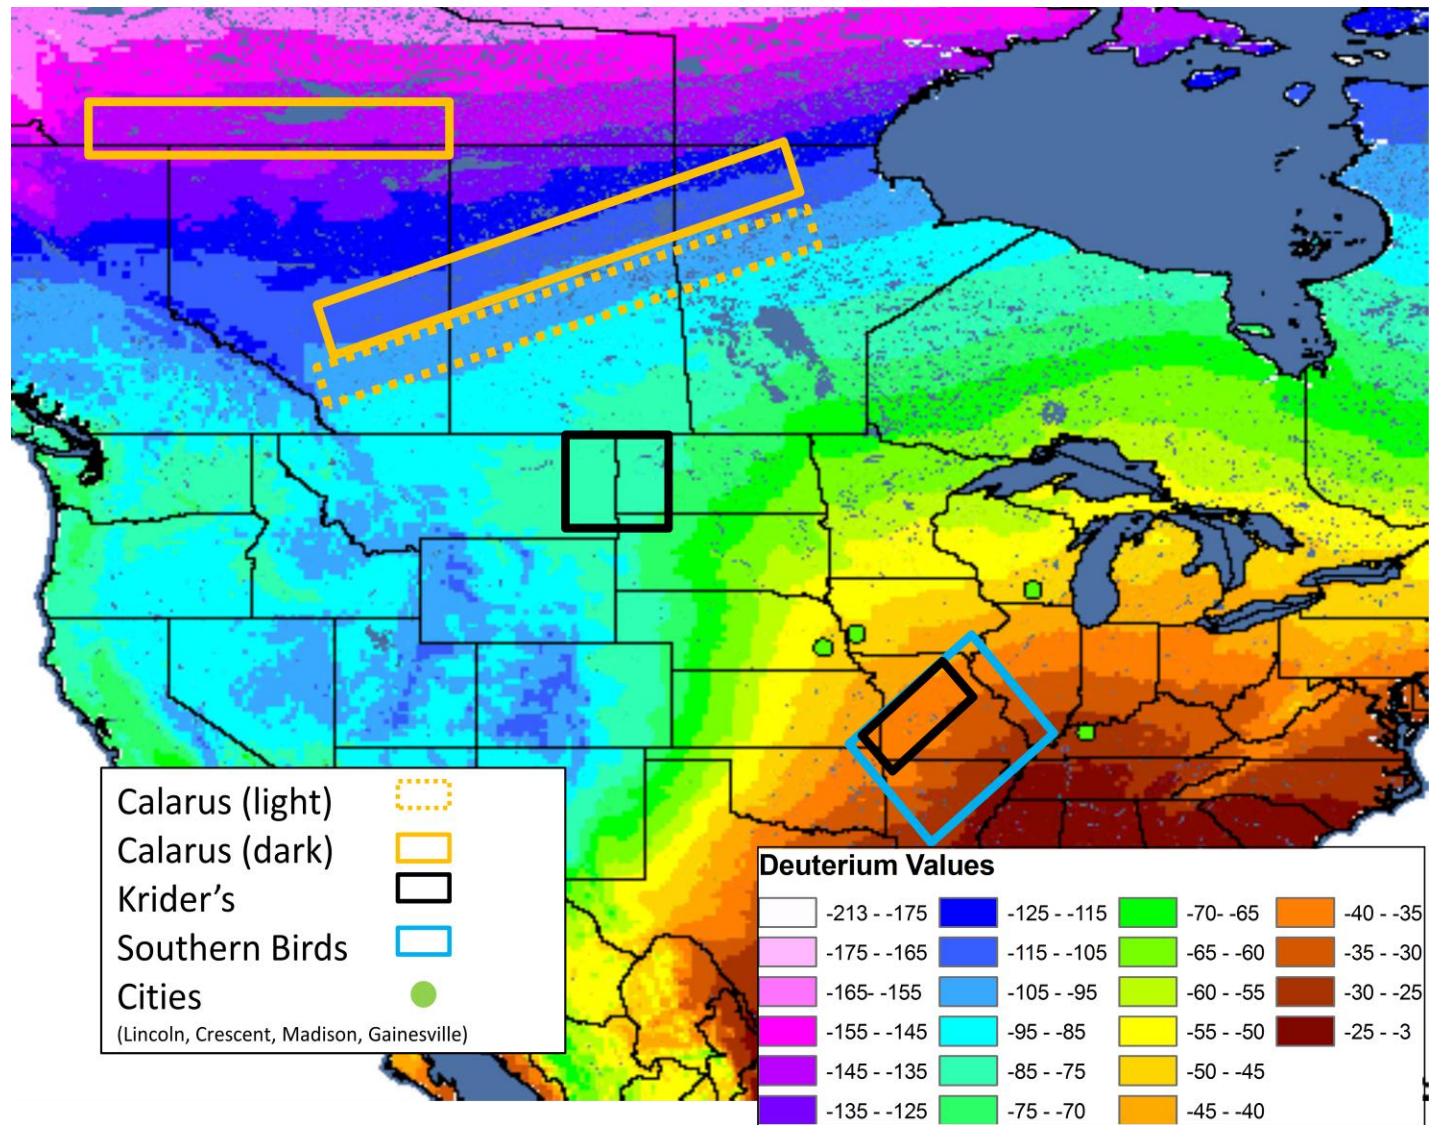 Calarus (light)
Calarus (dark)
Krider's
Southern Birds
Cities
(Lincoln, Crescent, Madison, Gainesville)
Deuterium Values
-213 - -175
-175 - -165
-165- -155
-155 - -145
-145 - -135
-135 - -125
-125 - -115
-115 - -105
-105 - -95
-95 - -85
-85 - -75
-75 - -70
-70- -65
-65 - -60
-60 - -55
-55 - -50
-50 - -45
-45 - -40
-40 - -35
-35 - -30
-30 - -25
-25 - -3